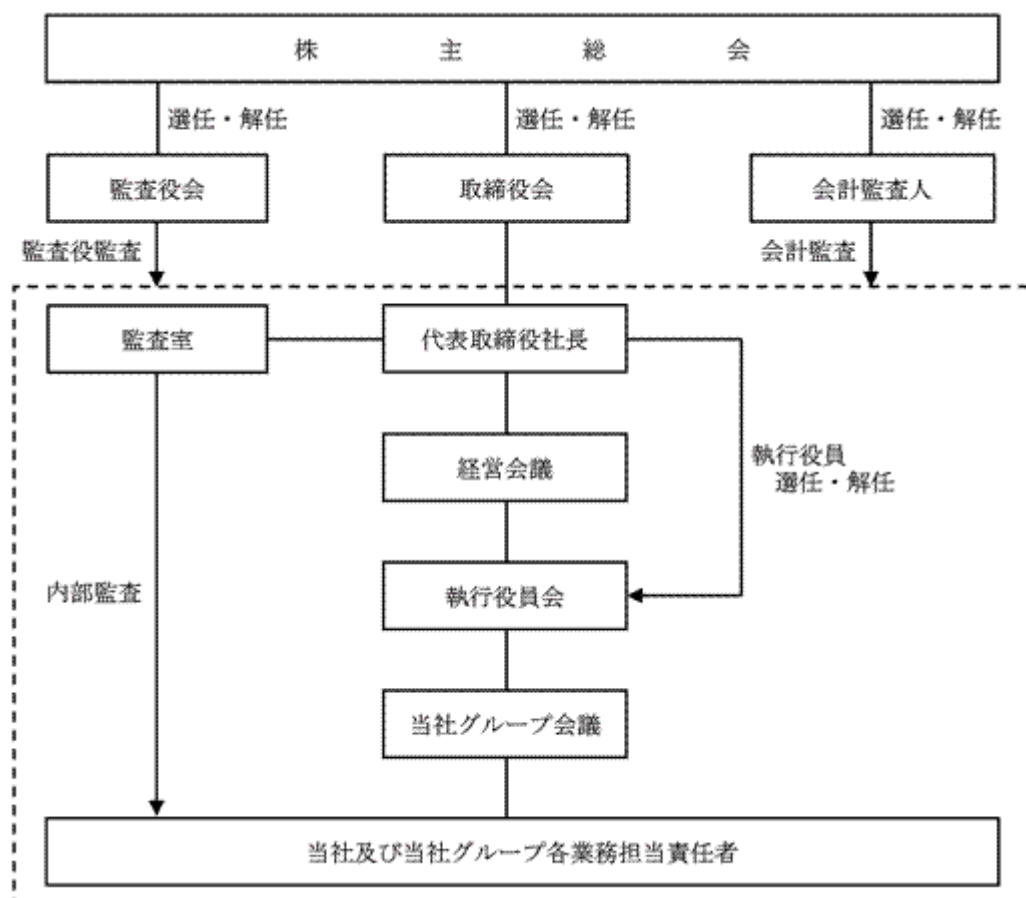 株主総会
選任・解任
選任・解任
選任・解任
監査役会
取締役会
会計監査人
監査役監査
会計監査
監査室
代表取締役社長
経営会議
執行役員
選任・解任
内部監査
執行役員会
当社グループ会議
当社及び当社グループ各業務担当責任者